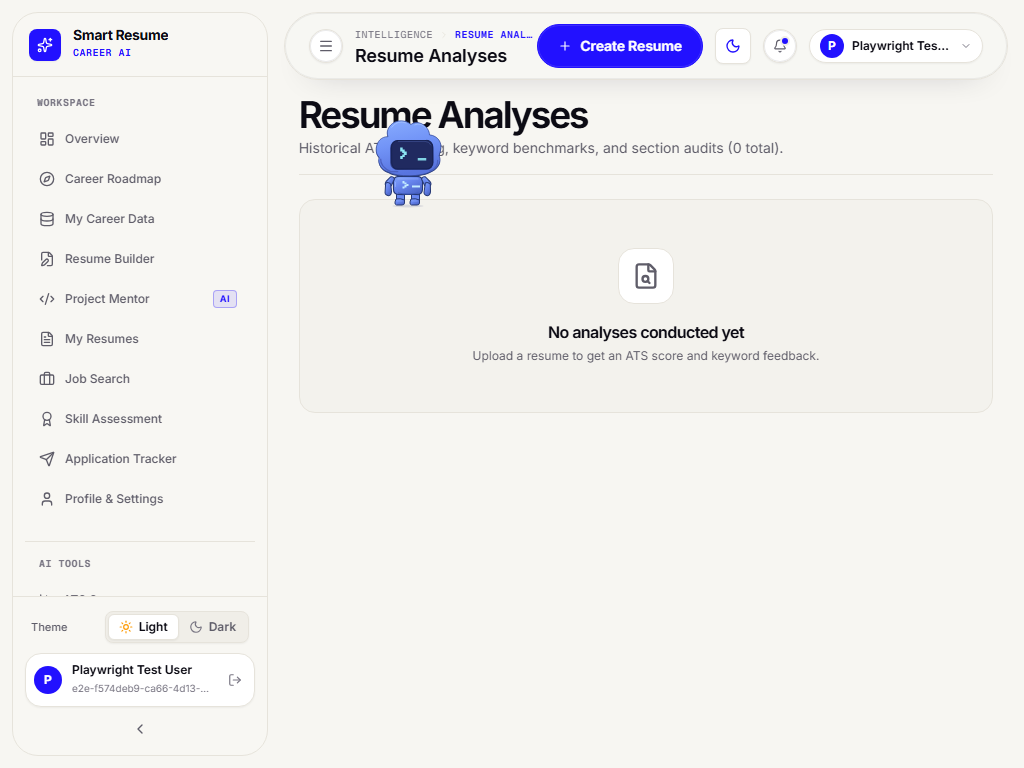 Smart Resume
CAREER AI
WORKSPACE
Overview
Career Roadmap
My Career Data
Resume Builder
Project Mentor AI
My Resumes
Job Search
Skill Assessment
Application Tracker
Profile & Settings
AI TOOLS
Theme
Light
Dark
P
Playwright Test User
e2e-f574deb9-ca66-4d13-...
INTELLIGENCE RESUME ANAL…
Resume Analyses
Create Resume
P Playwright Tes...
Resume Analyses
Historical keyword benchmarks, and section audits (0 total).
No analyses conducted yet
Upload a resume to get an ATS score and keyword feedback.